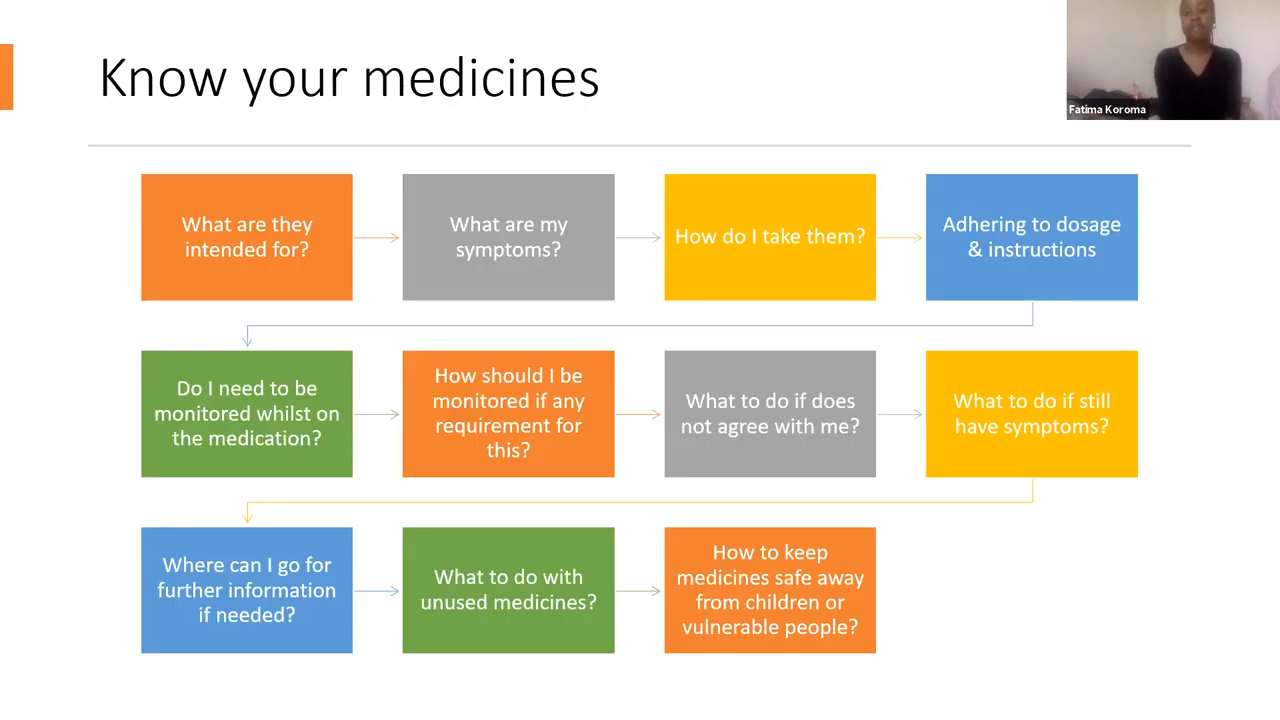 Know your medicines
Fatima Koroma
What are they
intended for?
What are my
symptoms?
How do I take them?
Adhering to dosage
& instructions
Do I need to be
monitored whilst on
the medication?
How should I be
monitored if any
requirement for
this?
What to do if does
not agree with me?
What to do if still
have symptoms?
Where can I go for
further information
if needed?
What to do with
unused medicines?
How to keep
medicines safe away
from children or
vulnerable people?